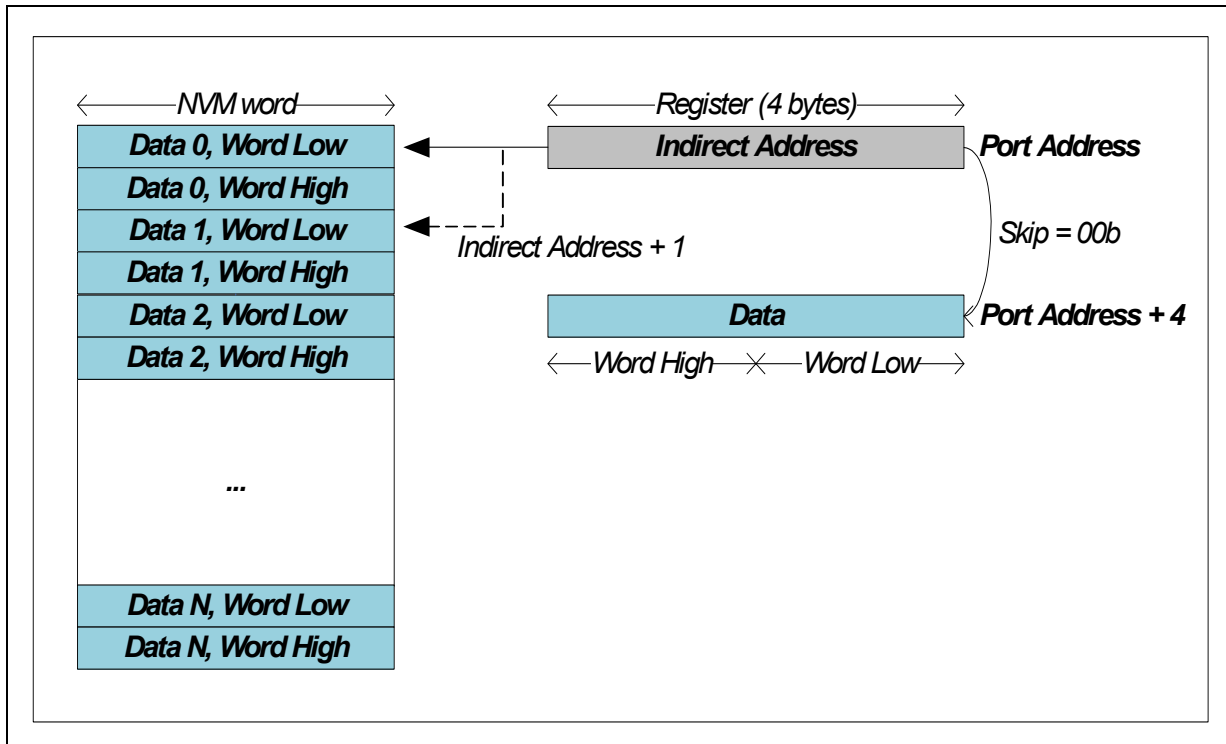 NVM word
Data 0, Word Low
Data 0, Word High
Data 1, Word Low
Data 1, Word High
Data 2, Word Low
Data 2, Word High
...
Data N, Word Low
Data N, Word High
Register (4 bytes)
Indirect Address
Port Address
Indirect Address + 1
Skip = 00b
Data
Port Address + 4
Word High
Word Low